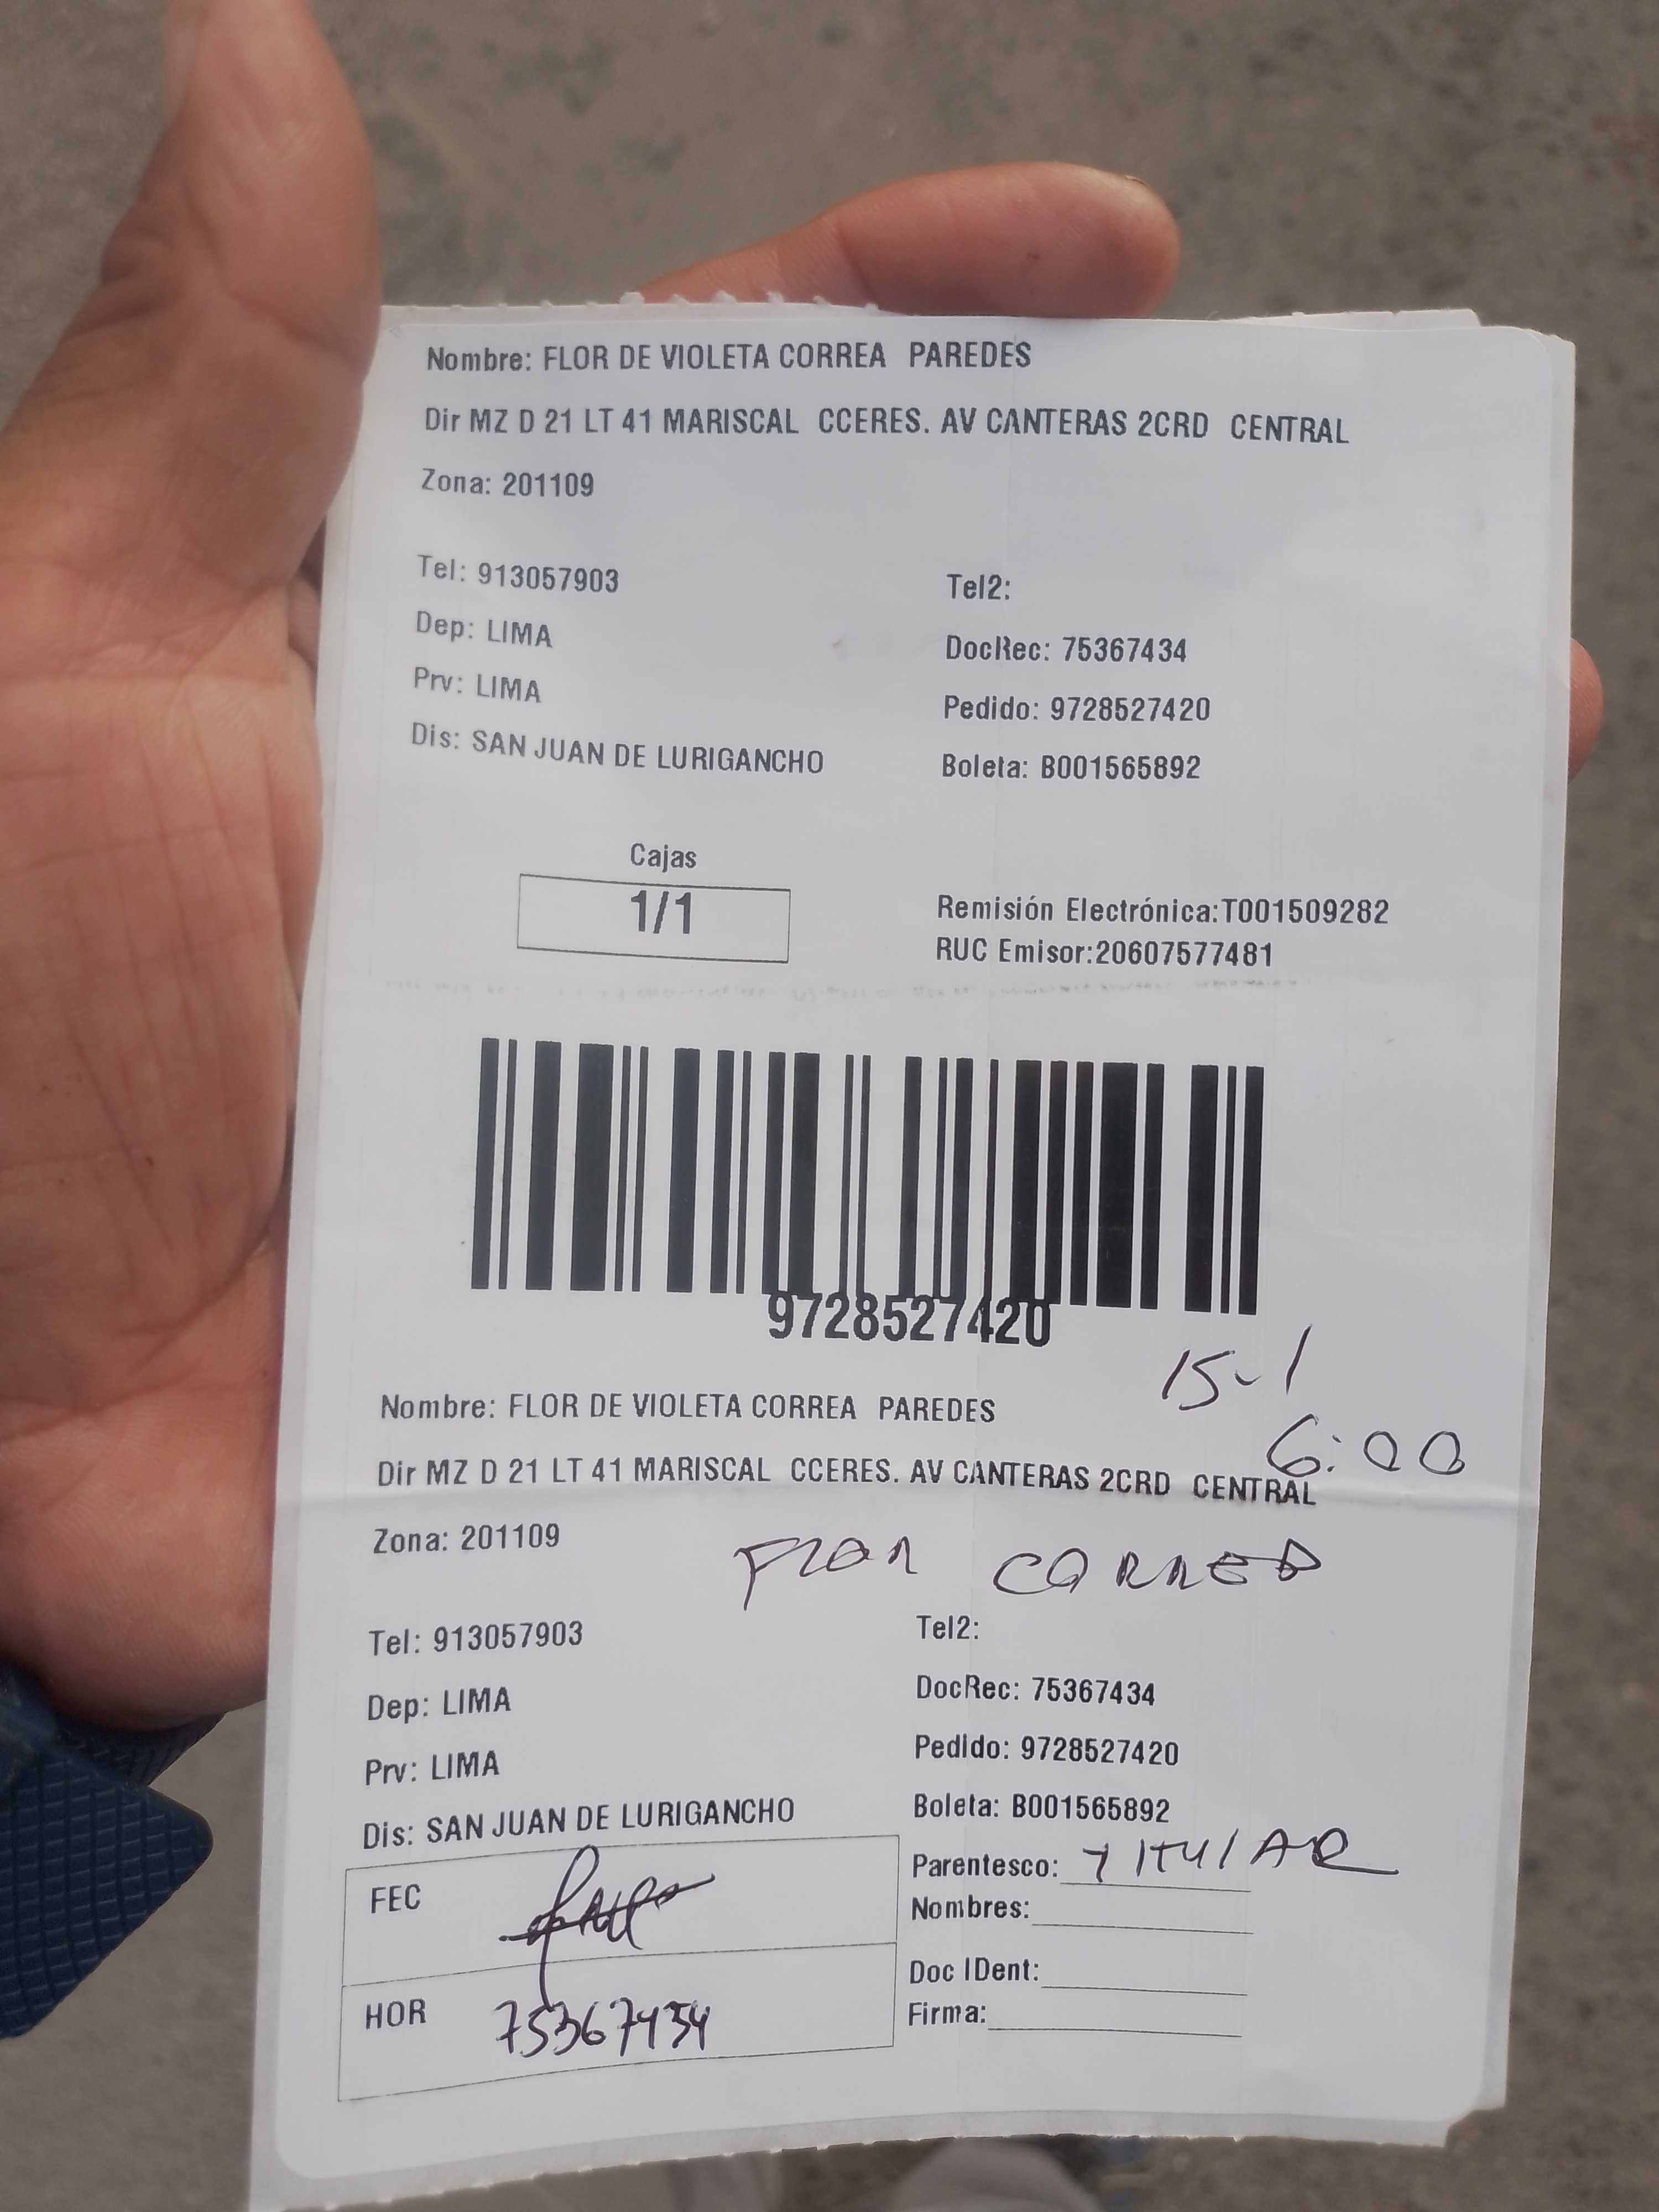 Nombre: FLOR DE VIOLETA CORREA PAREDES
Dir MZ D 21 LT 41 MARISCAL CCERES. AV CANTERAS 2CRD CENTRAL
Zona: 201109
Tel: 913057903 Tel2:
Dep: LIMA DocRec: 75367434
Prv: LIMA Pedido: 9728527420
Dis: SAN JUAN DE LURIGANCHO Boleta: B001565892
Cajas
1/1
Remisión Electrónica:T001509282
RUC Emisor:20607577481
9728527420
15-1
Nombre: FLOR DE VIOLETA CORREA PAREDES
6:00
Dir MZ D 21 LT 41 MARISCAL CCERES. AV CANTERAS 2CRD CENTRAL
Zona: 201109
FLOR CORREA
Tel: 913057903 Tel2:
Dep: LIMA DocRec: 75367434
Prv: LIMA Pedido: 9728527420
Dis: SAN JUAN DE LURIGANCHO Boleta: B001565892
Parentesco: TITULAR
FEC
Nombres:
Doc IDent:
HOR 75367434
Firma: